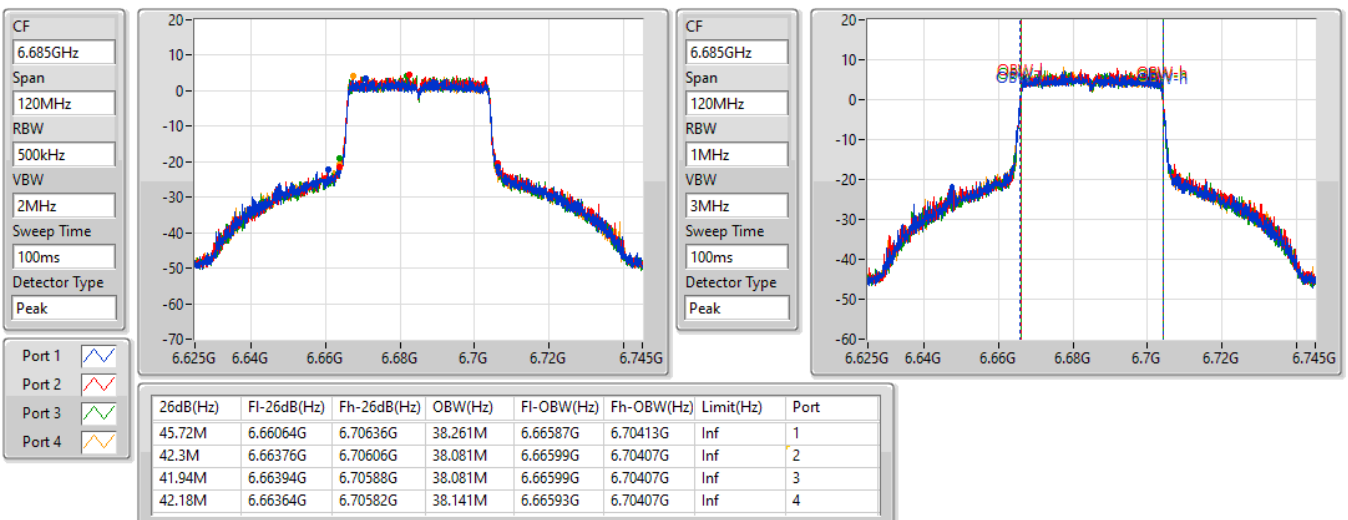 CF
6.685GHz
Span
120MHz
RBW
500kHz
VBW
2MHz
Sweep Time
100ms
Detector Type
Peak
20
10
0
-10
-20
-30
-40
-50
-60
-70
6.625G 6.64G 6.66G 6.68G 6.7G 6.72G 6.745G
CF
6.685GHz
Span
120MHz
RBW
1MHz
VBW
3MHz
Sweep Time
100ms
Detector Type
Peak
20
10
0
-10
-20
-30
-40
-50
-60
OBW-l OBW-h
6.625G 6.64G 6.66G 6.68G 6.7G 6.72G 6.745G
Port 1
Port 2
Port 3
Port 4
26dB(Hz) Fl-26dB(Hz) Fh-26dB(Hz) OBW(Hz) Fl-OBW(Hz) Fh-OBW(Hz) Limit(Hz) Port
45.72M 6.66064G 6.70636G 38.261M 6.66587G 6.70413G Inf 1
42.3M 6.66376G 6.70606G 38.081M 6.66599G 6.70407G Inf 2
41.94M 6.66394G 6.70588G 38.081M 6.66599G 6.70407G Inf 3
42.18M 6.66364G 6.70582G 38.141M 6.66593G 6.70407G Inf 4